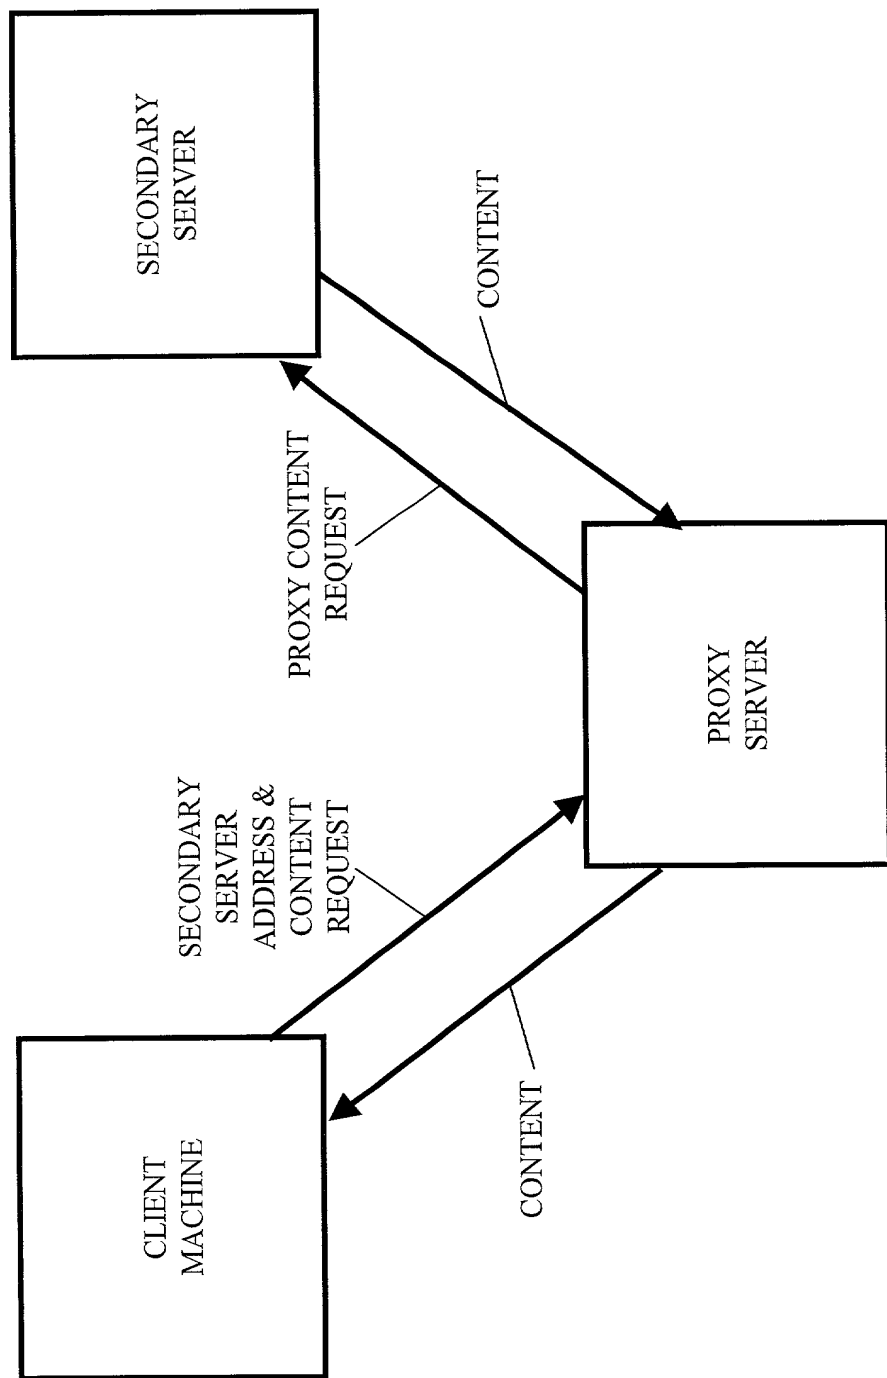 CLIENT
MACHINE
SECONDARY
SERVER
ADDRESS &
CONTENT
REQUEST
CONTENT
PROXY
SERVER
PROXY CONTENT
REQUEST
CONTENT
SECONDARY
SERVER